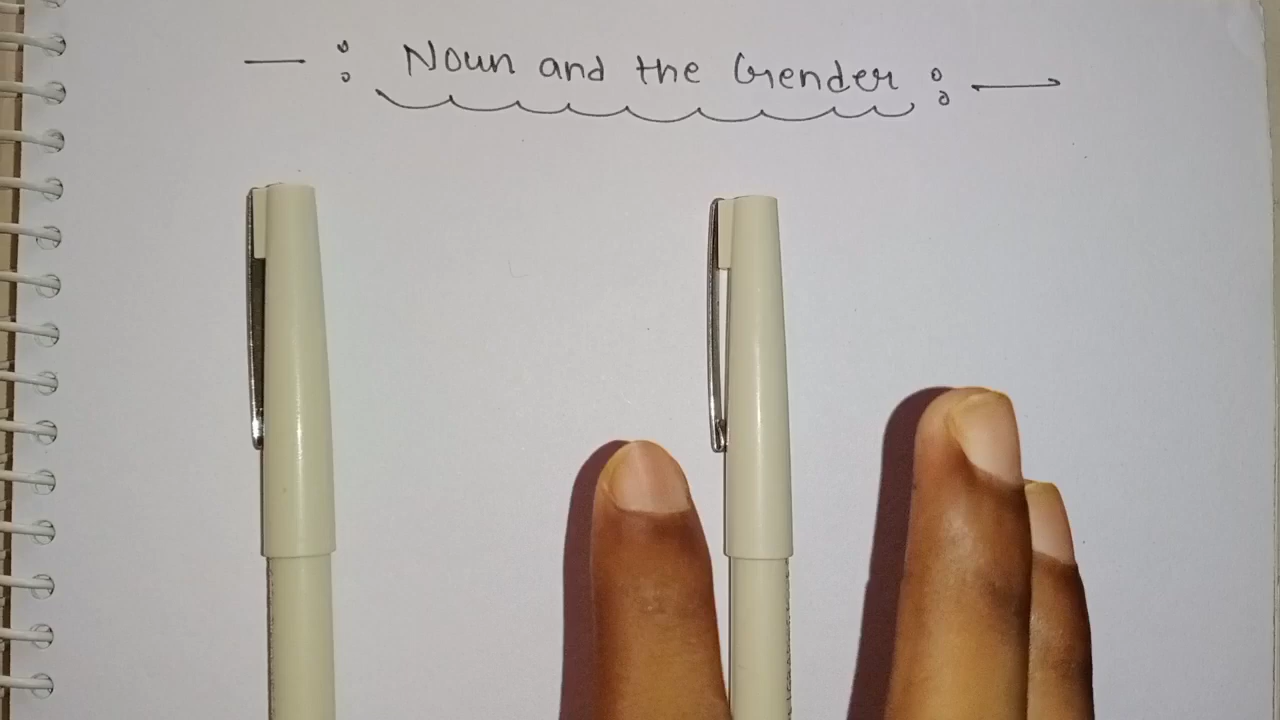 — : Noun and the Gender : —